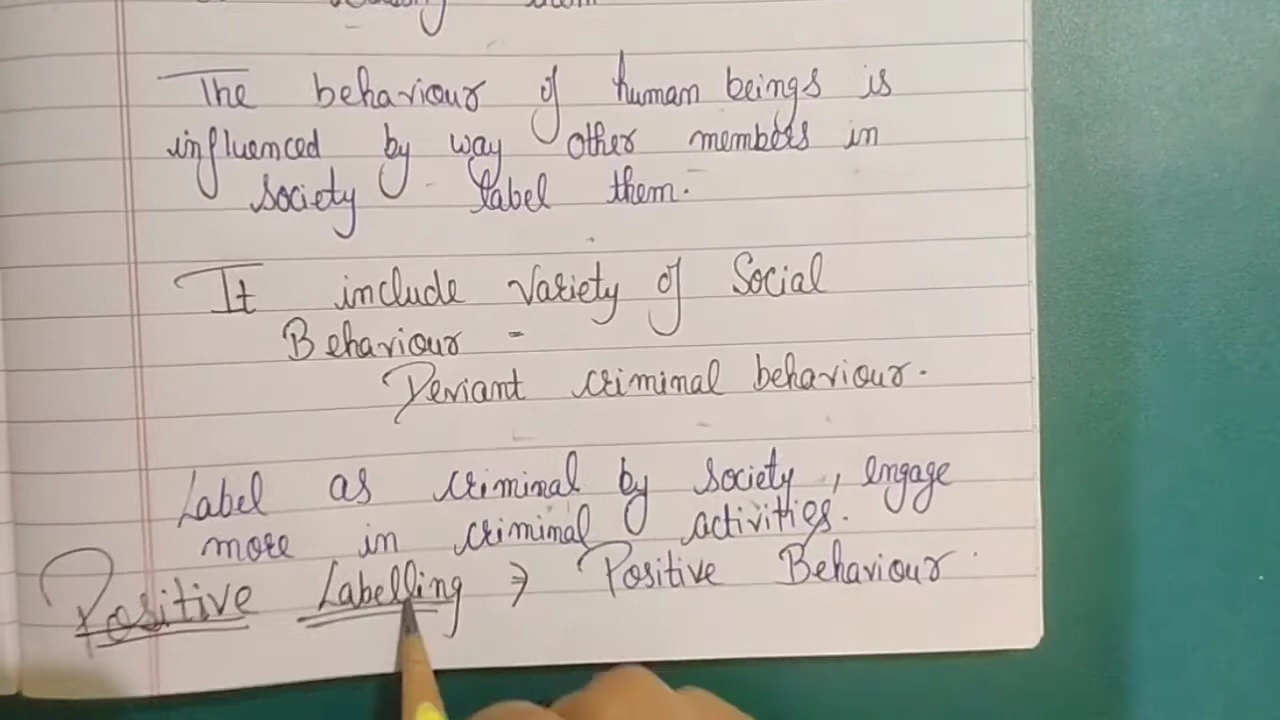 The behaviour of human beings is
influenced by way other members in
society label them.
It include Variety of Social
Behaviour -
Deviant criminal behaviour.
Label as criminal by society, engage
more in criminal activities.
Positive Labelling → Positive Behaviour.